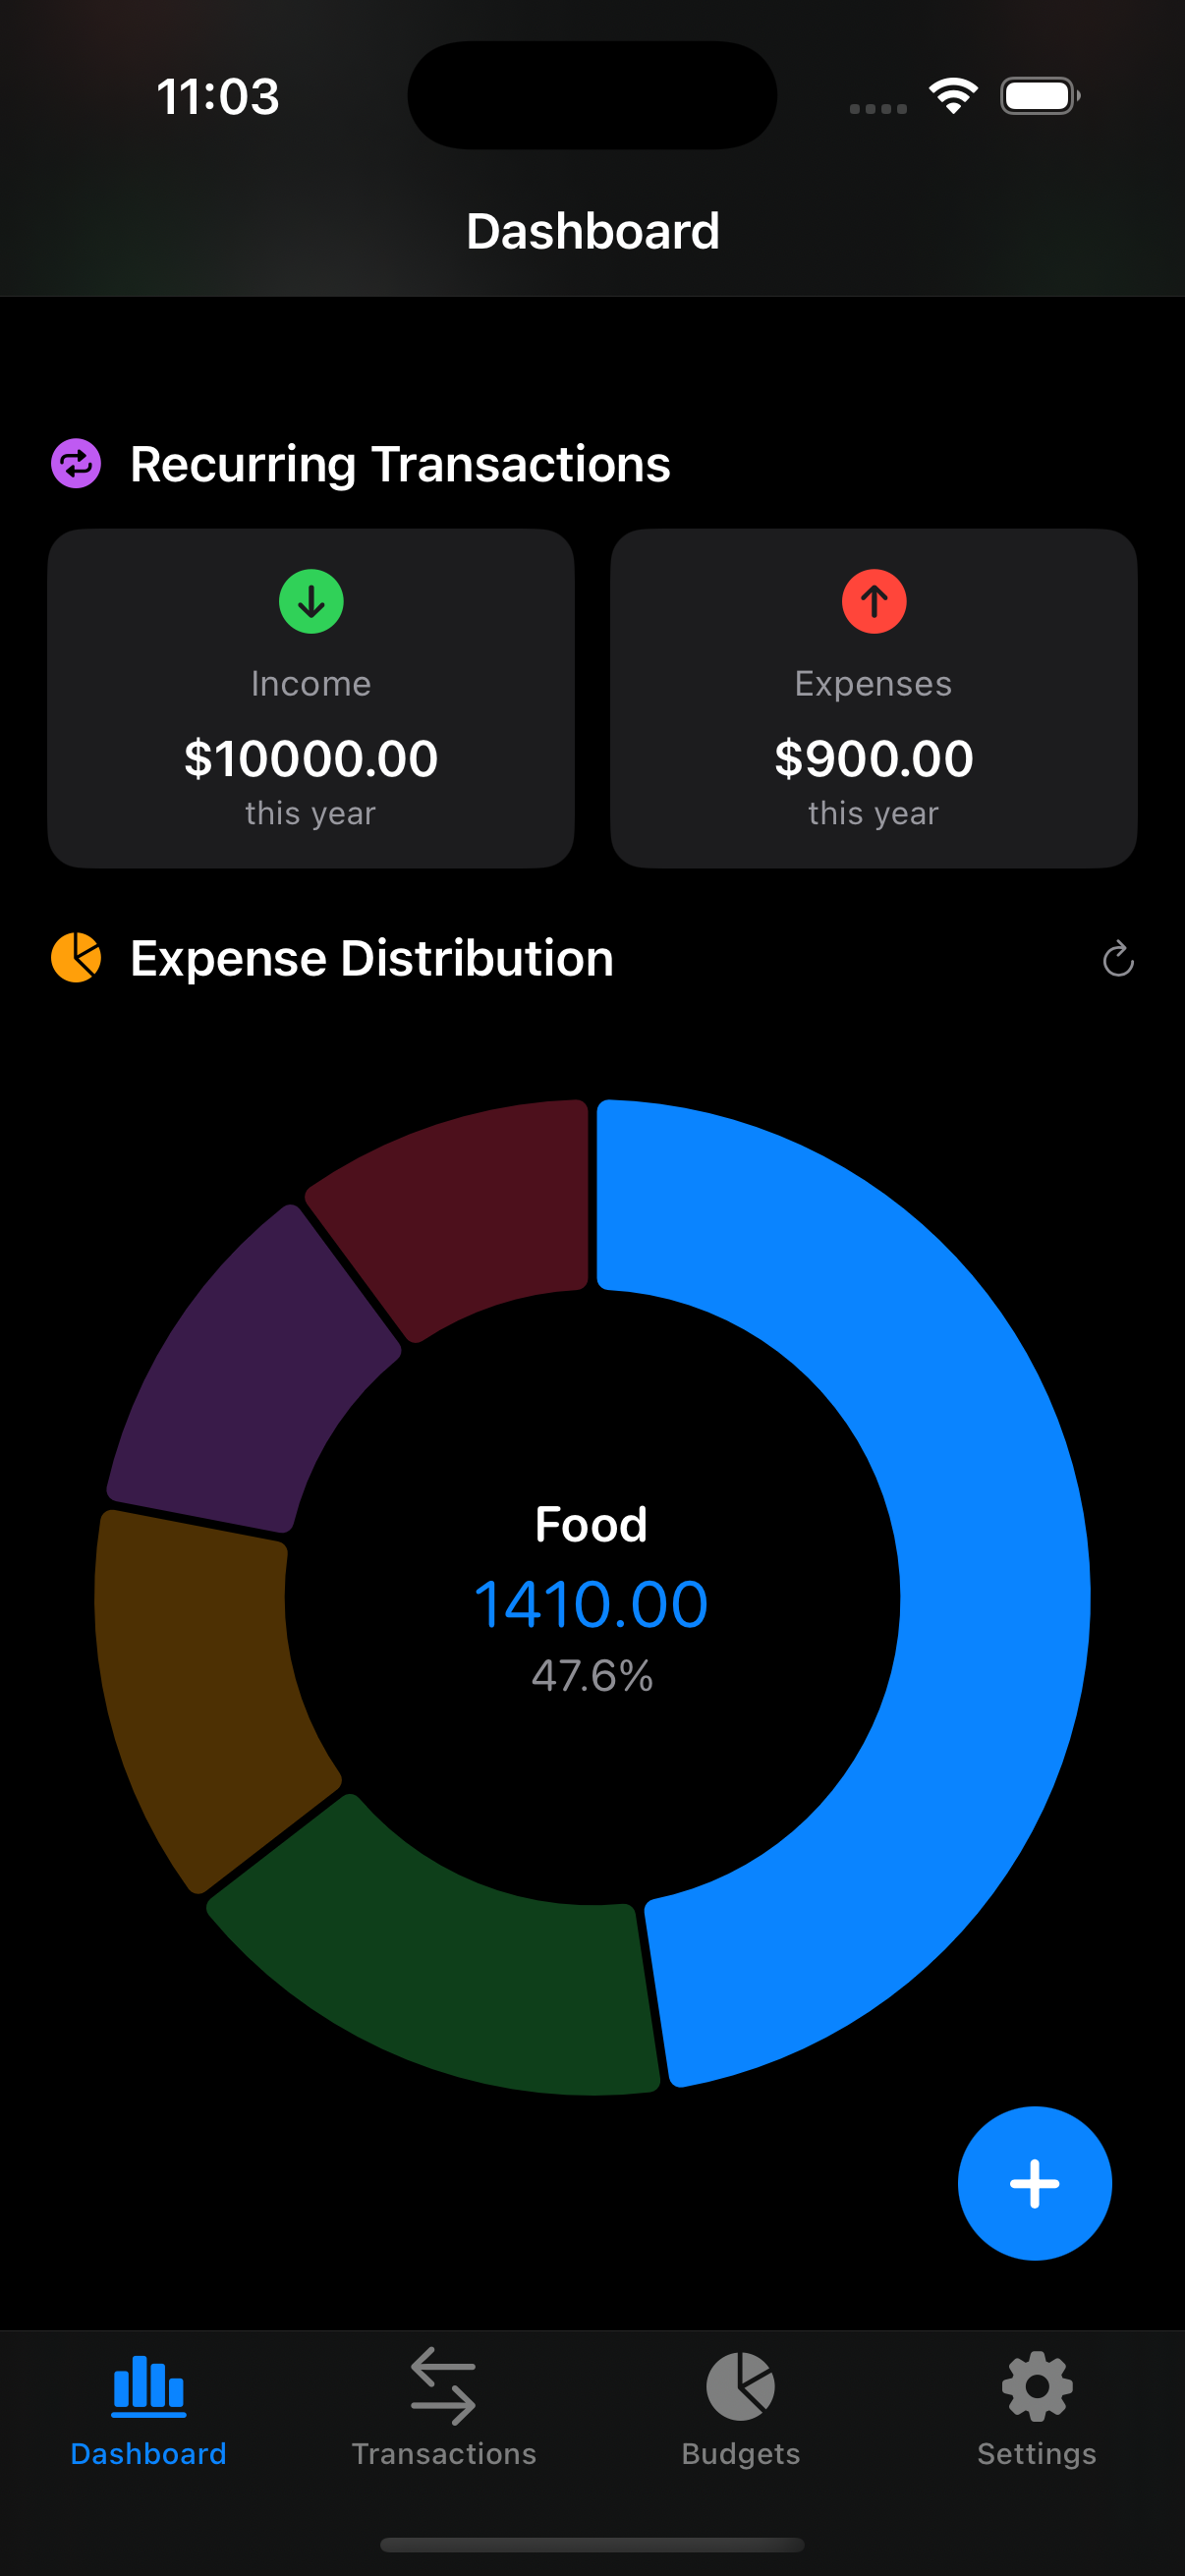 11:03
Dashboard
Recurring Transactions
Income
$10000.00
this year
Expenses
$900.00
this year
Expense Distribution
Food
1410.00
47.6%
Dashboard
Transactions
Budgets
Settings